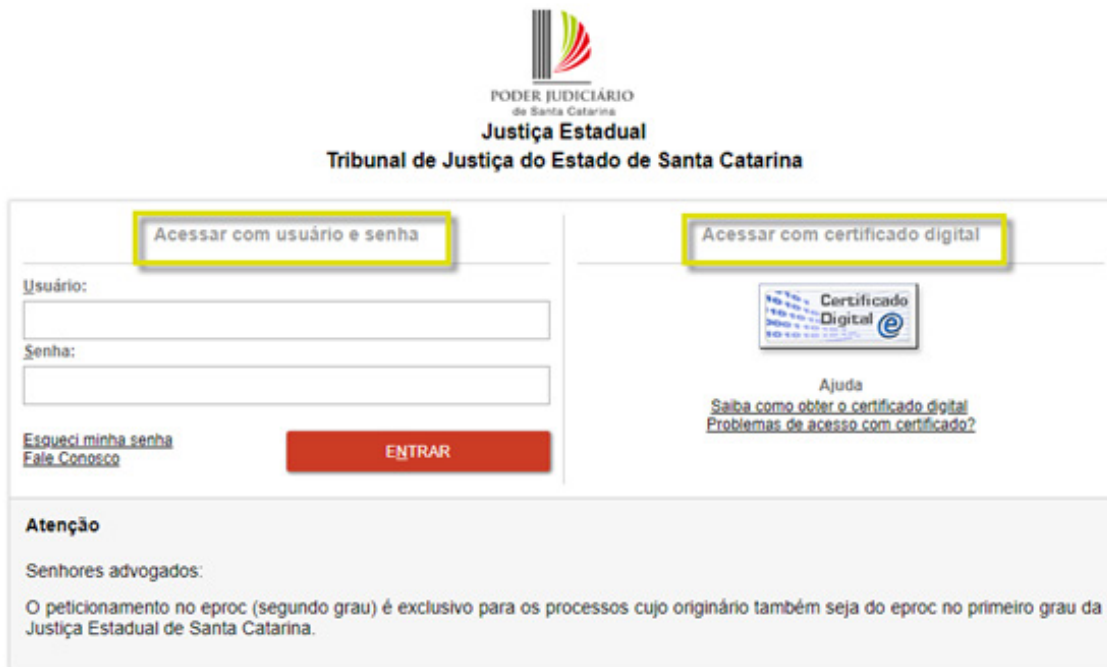 PODER JUDICIÁRIO
de Santa Catarina
Justiça Estadual
Tribunal de Justiça do Estado de Santa Catarina
Acessar com usuário e senha
Usuário:
Senha:
Esqueci minha senha
Fale Conosco
ENTRAR
Acessar com certificado digital
Certificado
Digital e
Ajuda
Saiba como obter o certificado digital
Problemas de acesso com certificado?
Atenção
Senhores advogados:
O peticionamento no eproc (segundo grau) é exclusivo para os processos cujo originário também seja do eproc no primeiro grau da
Justiça Estadual de Santa Catarina.